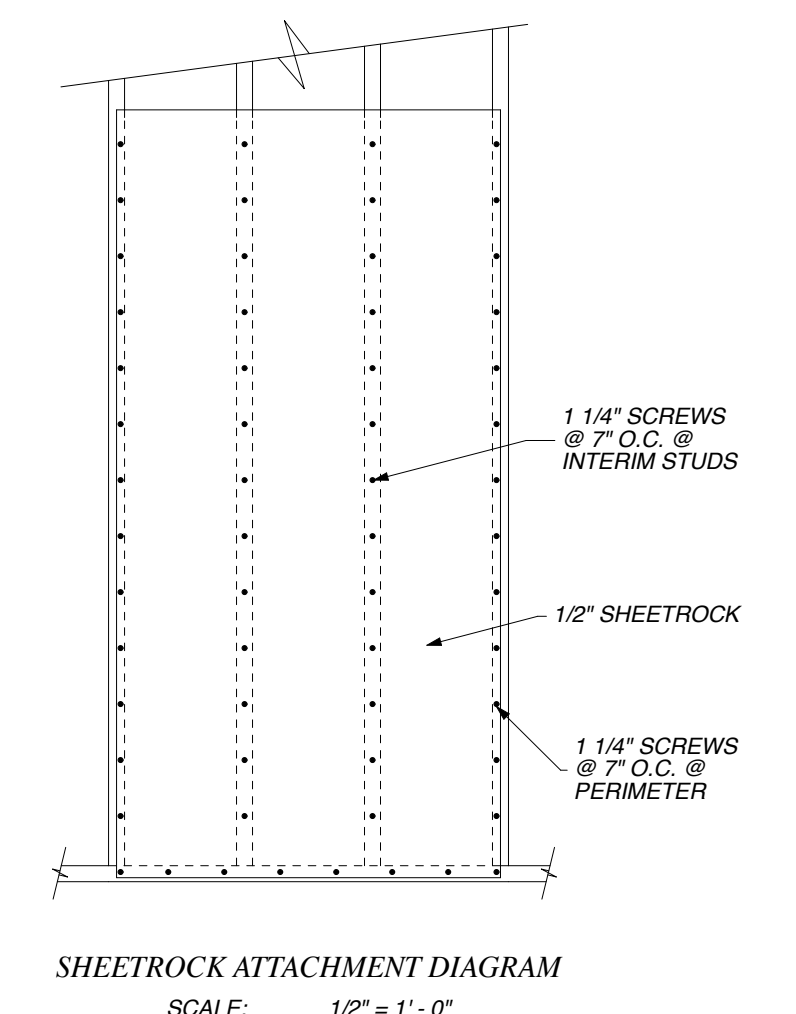 1 1/4" SCREWS
@ 7" O.C. @
INTERIM STUDS
1/2" SHEETROCK
1 1/4" SCREWS
@ 7" O.C. @
PERIMETER
SHEETROCK ATTACHMENT DIAGRAM
SCALE: 1/2" = 1' - 0"